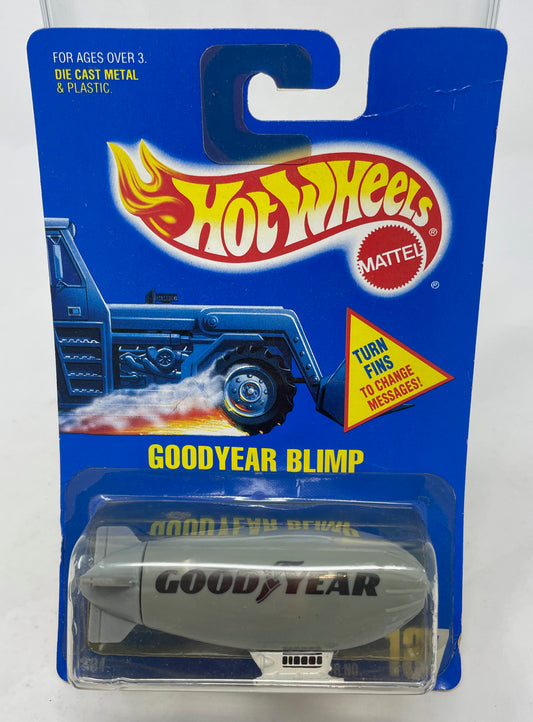 FOR AGES OVER 3.
DIE CAST METAL
& PLASTIC.
HOT WHEELS®
MATTEL
®
TURN
FINS
TO CHANGE
MESSAGES!
GOODYEAR BLIMP
GOODYEAR BLIMP
GOODYEAR